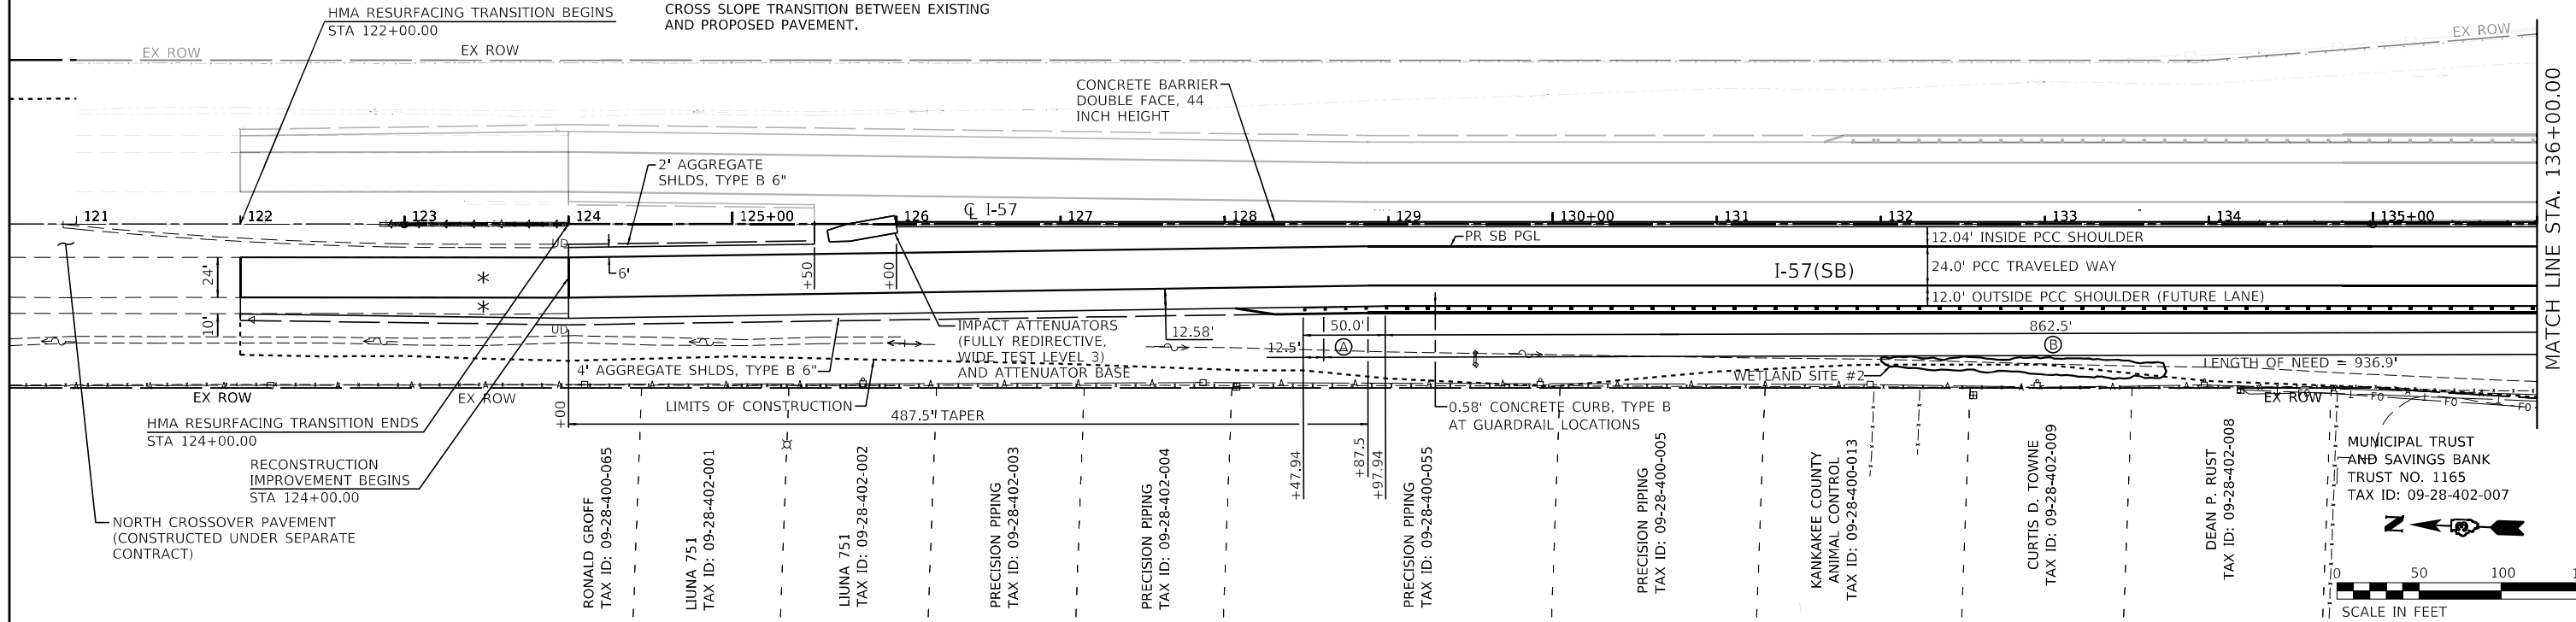 HMA RESURFACING TRANSITION BEGINS
STA 122+00.00
CROSS SLOPE TRANSITION BETWEEN EXISTING
AND PROPOSED PAVEMENT.
EX ROW
EX ROW
EX ROW
CONCRETE BARRIER
DOUBLE FACE, 44
INCH HEIGHT
2' AGGREGATE
SHLDS, TYPE B 6"
MATCH LINE STA. 136+00.00
121
122
123
124
125+00
126
℄ I-57
127
128
129
130+00
131
132
133
134
135+00
UD
6'
+50
+00
24'
*
*
10'
UD
PR SB PGL
I-57(SB)
12.04' INSIDE PCC SHOULDER
24.0' PCC TRAVELED WAY
12.0' OUTSIDE PCC SHOULDER (FUTURE LANE)
IMPACT ATTENUATORS
(FULLY REDIRECTIVE,
WIDE TEST LEVEL 3)
AND ATTENUATOR BASE
12.58'
12.5'
50.0'
A
862.5'
B
LENGTH OF NEED = 936.9'
4' AGGREGATE SHLDS, TYPE B 6"
WETLAND SITE #2
EX ROW
EX ROW
EX ROW
FO
FO
FO
LIMITS OF CONSTRUCTION
+00
487.5' TAPER
0.58' CONCRETE CURB, TYPE B
AT GUARDRAIL LOCATIONS
HMA RESURFACING TRANSITION ENDS
STA 124+00.00
RECONSTRUCTION
IMPROVEMENT BEGINS
STA 124+00.00
NORTH CROSSOVER PAVEMENT
(CONSTRUCTED UNDER SEPARATE
CONTRACT)
+47.94
+87.5
+97.94
RONALD GROFF
TAX ID: 09-28-400-065
LIUNA 751
TAX ID: 09-28-402-001
LIUNA 751
TAX ID: 09-28-402-002
PRECISION PIPING
TAX ID: 09-28-402-003
PRECISION PIPING
TAX ID: 09-28-402-004
PRECISION PIPING
TAX ID: 09-28-400-055
PRECISION PIPING
TAX ID: 09-28-400-005
KANKAKEE COUNTY
ANIMAL CONTROL
TAX ID: 09-28-400-013
CURTIS D. TOWNE
TAX ID: 09-28-402-009
DEAN P. RUST
TAX ID: 09-28-402-008
MUNICIPAL TRUST
AND SAVINGS BANK
TRUST NO. 1165
TAX ID: 09-28-402-007
N
0 50 100
SCALE IN FEET